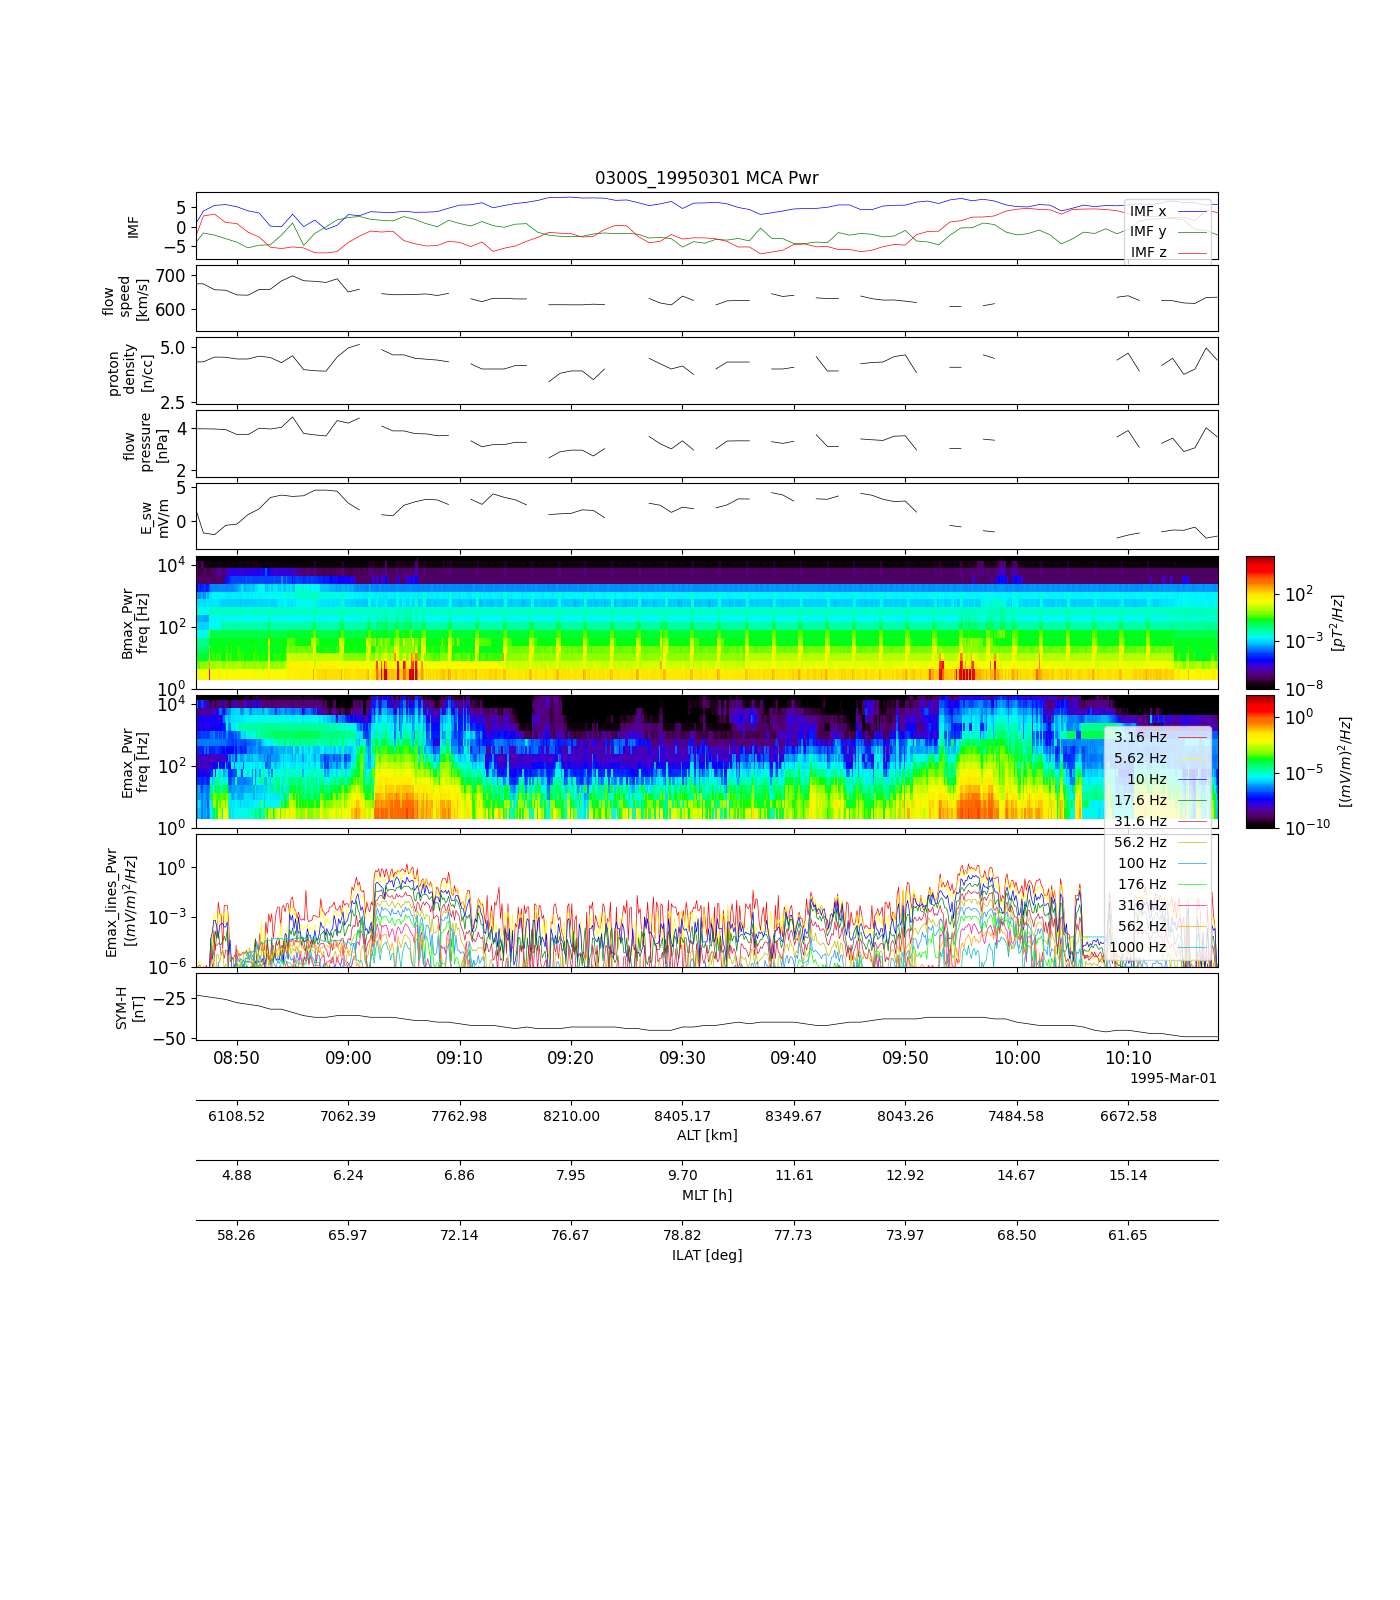 0300S_19950301 MCA Pwr
IMF
5
0
−5
IMF x
IMF y
IMF z
flow
speed
[km/s]
700
600
proton
density
[n/cc]
5.0
2.5
flow
pressure
[nPa]
4
2
E_sw
mV/m
5
0
Bmax_Pwr
freq [Hz]
10^4
10^2
10^0
10^2
10^−3
10^−8
[pT^2/Hz]
Emax_Pwr
freq [Hz]
10^4
10^2
10^0
10^0
10^−5
10^−10
[(mV/m)^2/Hz]
3.16 Hz
5.62 Hz
10 Hz
17.6 Hz
31.6 Hz
56.2 Hz
100 Hz
176 Hz
316 Hz
562 Hz
1000 Hz
Emax_lines_Pwr
[(mV/m)^2/Hz]
10^0
10^−3
10^−6
SYM-H
[nT]
−25
−50
08:50 09:00 09:10 09:20 09:30 09:40 09:50 10:00 10:10
1995-Mar-01
6108.52 7062.39 7762.98 8210.00 8405.17 8349.67 8043.26 7484.58 6672.58
ALT [km]
4.88 6.24 6.86 7.95 9.70 11.61 12.92 14.67 15.14
MLT [h]
58.26 65.97 72.14 76.67 78.82 77.73 73.97 68.50 61.65
ILAT [deg]